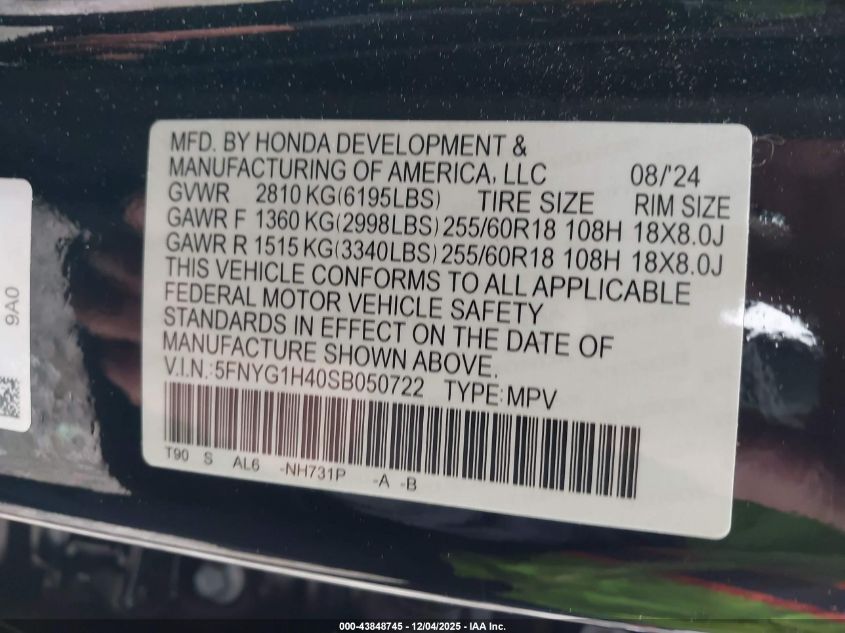 MFD. BY HONDA DEVELOPMENT &
MANUFACTURING OF AMERICA, LLC 08/'24
GVWR 2810 KG(6195LBS) TIRE SIZE RIM SIZE
GAWR F 1360 KG(2998LBS) 255/60R18 108H 18X8.0J
GAWR R 1515 KG(3340LBS) 255/60R18 108H 18X8.0J
THIS VEHICLE CONFORMS TO ALL APPLICABLE
FEDERAL MOTOR VEHICLE SAFETY
STANDARDS IN EFFECT ON THE DATE OF
MANUFACTURE SHOWN ABOVE.
V.I.N.:5FNYG1H40SB050722 TYPE:MPV
T90 S AL6 -NH731P -A -B
9A0
000-43848745 - 12/04/2025 - IAA Inc.